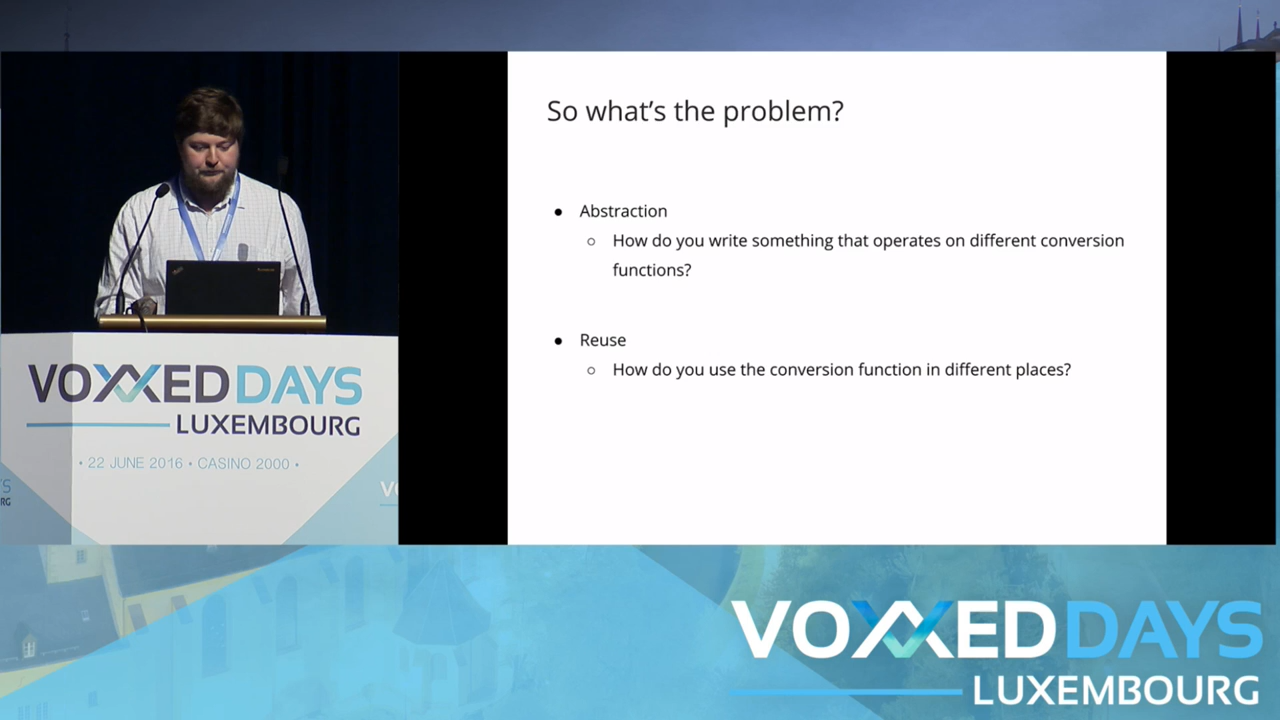 So what's the problem?
● Abstraction
○ How do you write something that operates on different conversion
functions?
● Reuse
○ How do you use the conversion function in different places?
VOXXED DAYS
LUXEMBOURG
• 22 JUNE 2016 • CASINO 2000 •
VOXXED DAYS
LUXEMBOURG